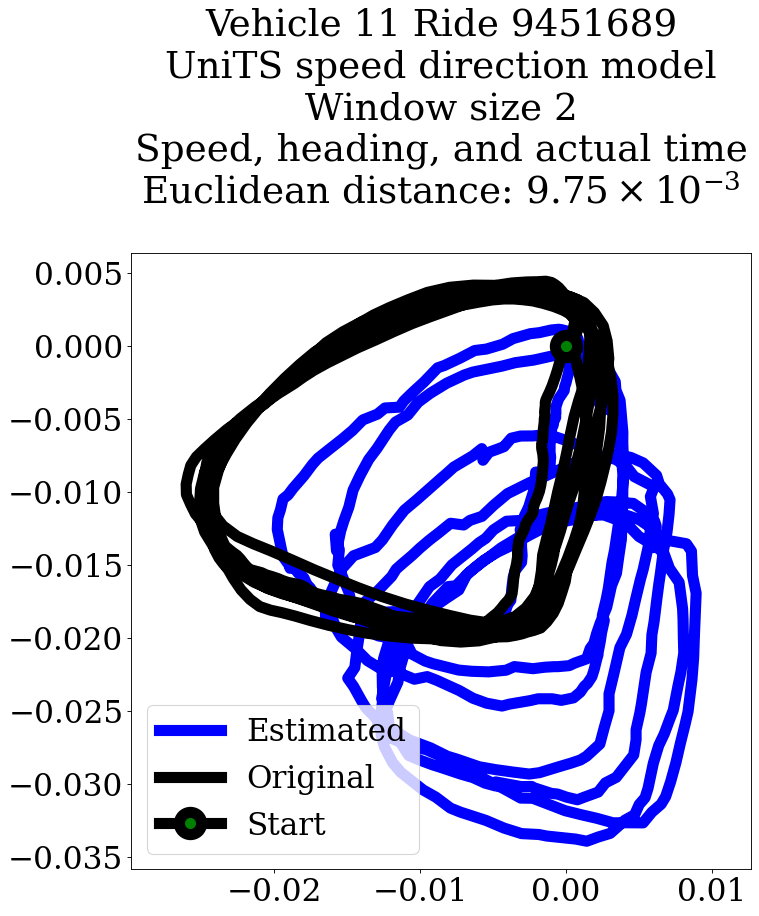 Vehicle 11 Ride 9451689
UniTS speed direction model
Window size 2
Speed, heading, and actual time
Euclidean distance: 9.75 × 10⁻³
0.005
0.000
−0.005
−0.010
−0.015
−0.020
−0.025
−0.030
−0.035
Estimated
Original
Start
−0.02 −0.01 0.00 0.01